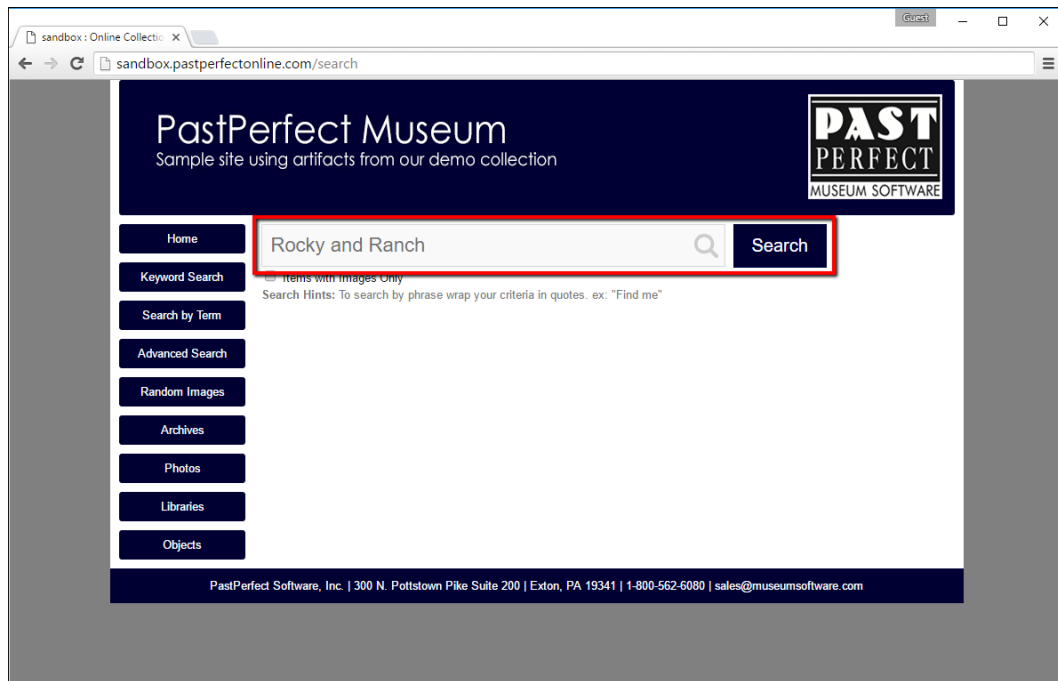 Guest
sandbox : Online Collectio
sandbox.pastperfectonline.com/search
PastPerfect Museum
Sample site using artifacts from our demo collection
PAST
PERFECT
MUSEUM SOFTWARE
Home
Rocky and Ranch
Search
Keyword Search
Items with Images Only
Search Hints: To search by phrase wrap your criteria in quotes. ex: "Find me"
Search by Term
Advanced Search
Random Images
Archives
Photos
Libraries
Objects
PastPerfect Software, Inc. | 300 N. Pottstown Pike Suite 200 | Exton, PA 19341 | 1-800-562-6080 | sales@museumsoftware.com